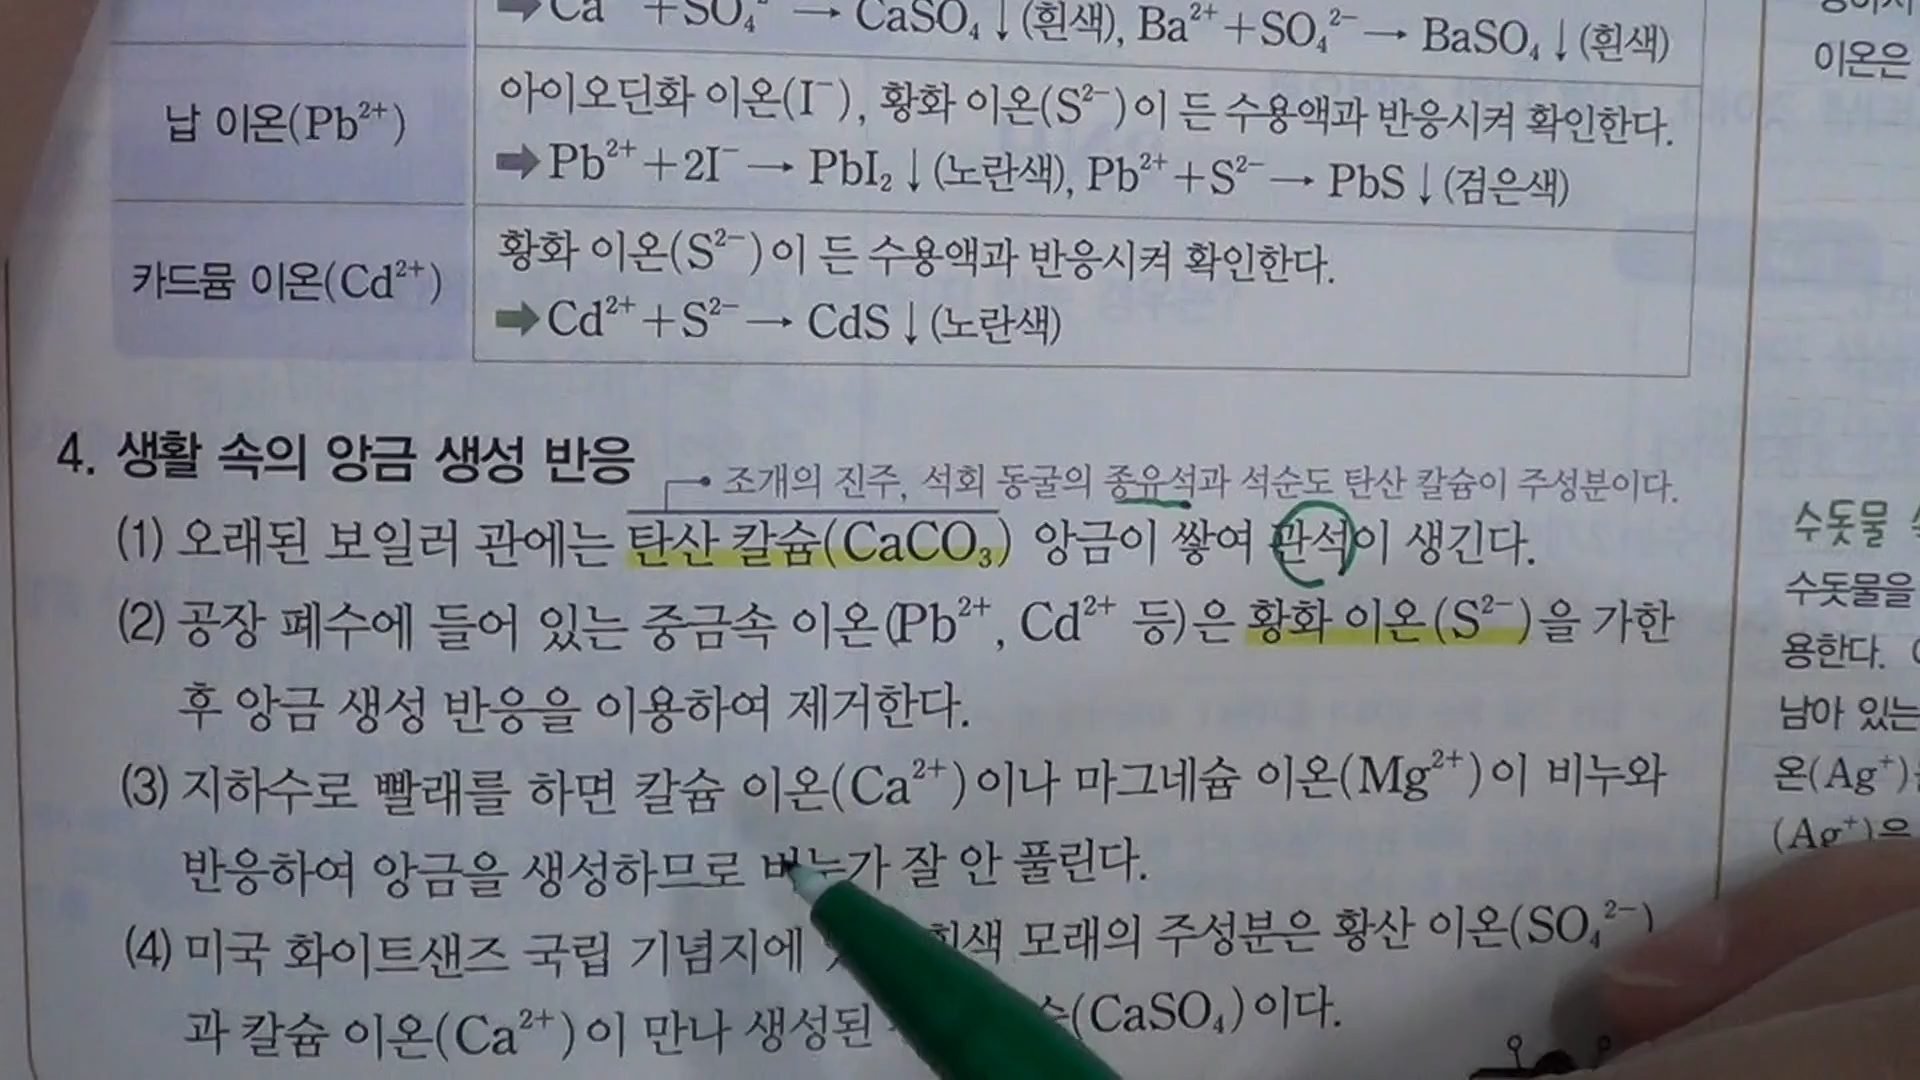 ➡Ca +SO₄²⁻ → CaSO₄↓(흰색), Ba²⁺+SO₄²⁻→ BaSO₄↓(흰색)
납 이온(Pb²⁺)
아이오딘화 이온(I⁻), 황화 이온(S²⁻)이 든 수용액과 반응시켜 확인한다.
➡Pb²⁺+2I⁻→ PbI₂↓(노란색), Pb²⁺+S²⁻→ PbS↓(검은색)
카드뮴 이온(Cd²⁺)
황화 이온(S²⁻)이 든 수용액과 반응시켜 확인한다.
➡Cd²⁺+S²⁻→ CdS↓(노란색)
4. 생활 속의 앙금 생성 반응
조개의 진주, 석회 동굴의 종유석과 석순도 탄산 칼슘이 주성분이다.
(1) 오래된 보일러 관에는 탄산 칼슘(CaCO₃) 앙금이 쌓여 관석이 생긴다.
(2) 공장 폐수에 들어 있는 중금속 이온(Pb²⁺, Cd²⁺ 등)은 황화 이온(S²⁻)을 가한
후 앙금 생성 반응을 이용하여 제거한다.
(3) 지하수로 빨래를 하면 칼슘 이온(Ca²⁺)이나 마그네슘 이온(Mg²⁺)이 비누와
반응하여 앙금을 생성하므로 비누가 잘 안 풀린다.
(4) 미국 화이트샌즈 국립 기념지에 흰색 모래의 주성분은 황산 이온(SO₄²⁻)
과 칼슘 이온(Ca²⁺)이 만나 생성된 (CaSO₄)이다.
이온은
수돗물
수돗물을
용한다.
남아 있는
온(Ag⁺)
(Ag⁺)은